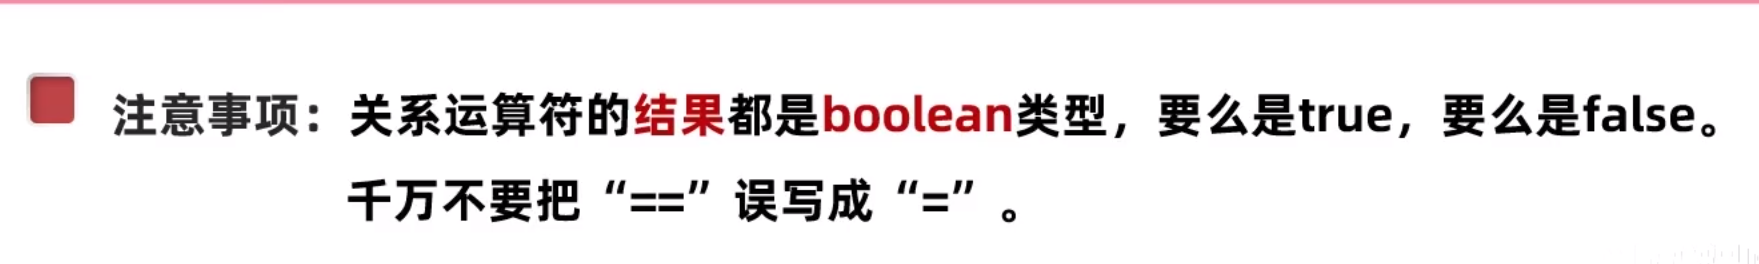 注意事项：关系运算符的结果都是boolean类型，要么是true，要么是false。
千万不要把“==”误写成“=”。